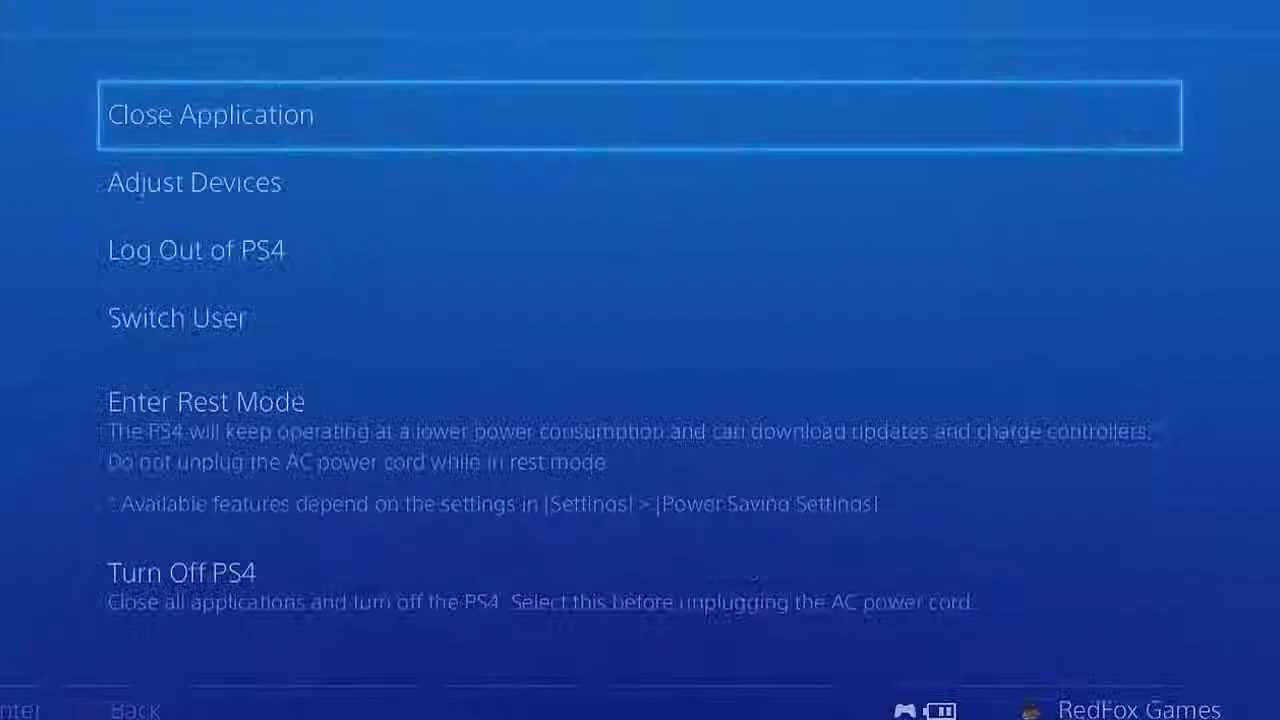 Close Application
Adjust Devices
Log Out of PS4
Switch User
Enter Rest Mode
The PS4 will keep operating at a lower power consumption and can download updates and charge controllers.
Do not unplug the AC power cord while in rest mode
* Available features depend on the settings in [Settings] > [Power Saving Settings]
Turn Off PS4
Close all applications and turn off the PS4. Select this before unplugging the AC power cord.
nter Back RedFox Games